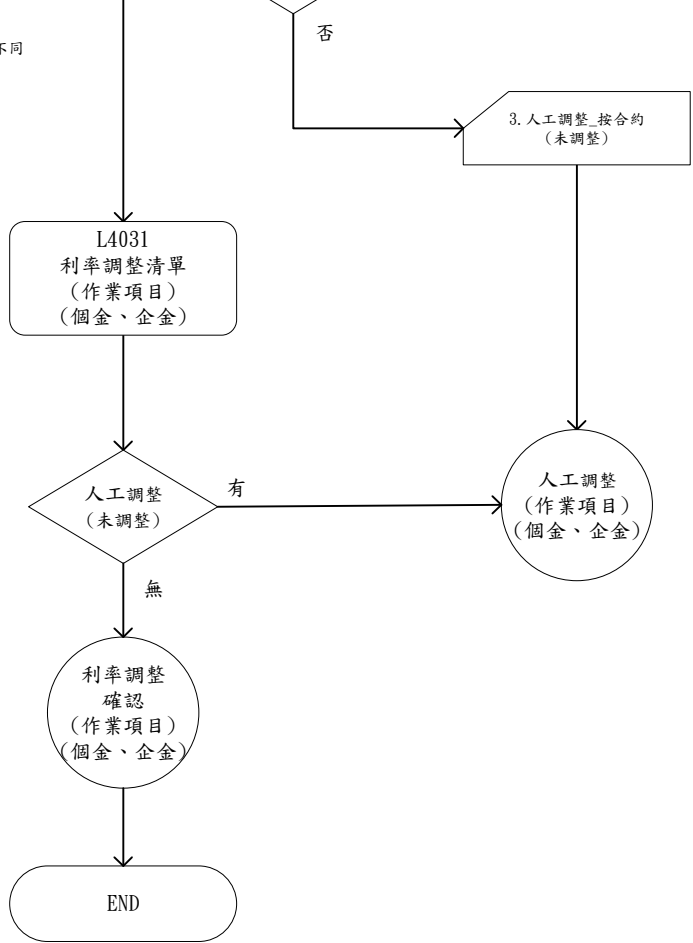 否
不同
3.人工調整_按合約
(未調整)
L4031
利率調整清單
(作業項目)
(個金、企金)
人工調整
(未調整)
有
人工調整
(作業項目)
(個金、企金)
無
利率調整
確認
(作業項目)
(個金、企金)
END